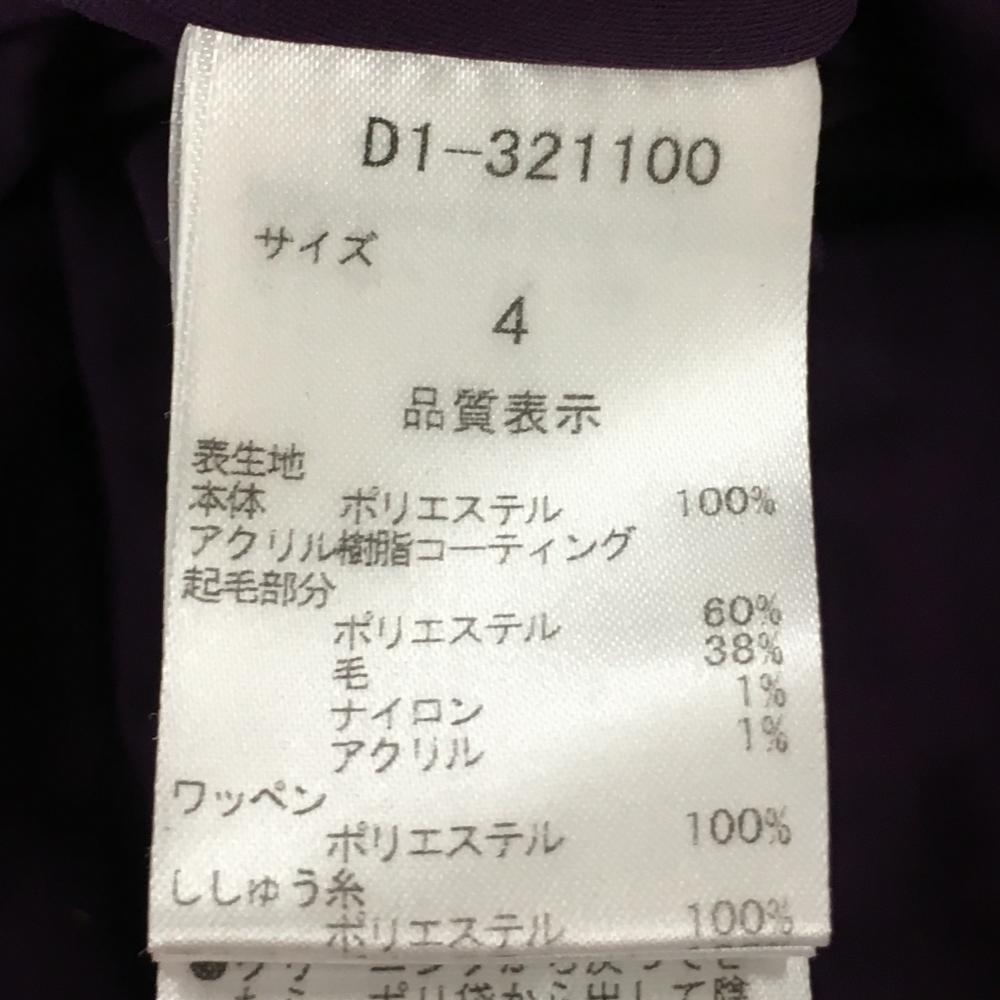 D1-321100
サイズ
4
品質表示
表生地
本体 ポリエステル 100%
アクリル樹脂コーティング
起毛部分
ポリエステル 60%
毛 38%
ナイロン 1%
アクリル 1%
ワッペン
ポリエステル 100%
ししゅう糸
ポリエステル 100%